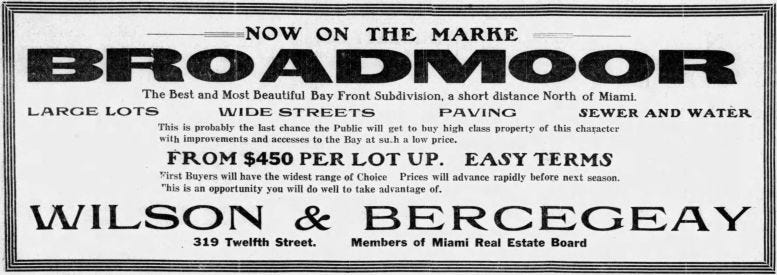 NOW ON THE MARKE
BROADMOOR
The Best and Most Beautiful Bay Front Subdivision, a short distance North of Miami.
LARGE LOTS WIDE STREETS PAVING SEWER AND WATER
This is probably the last chance the Public will get to buy high class property of this character
with improvements and accesses to the Bay at su.h a low price.
FROM $450 PER LOT UP. EASY TERMS
First Buyers will have the widest range of Choice Prices will advance rapidly before next season.
This is an opportunity you will do well to take advantage of.
WILSON & BERCEGEAY
319 Twelfth Street. Members of Miami Real Estate Board